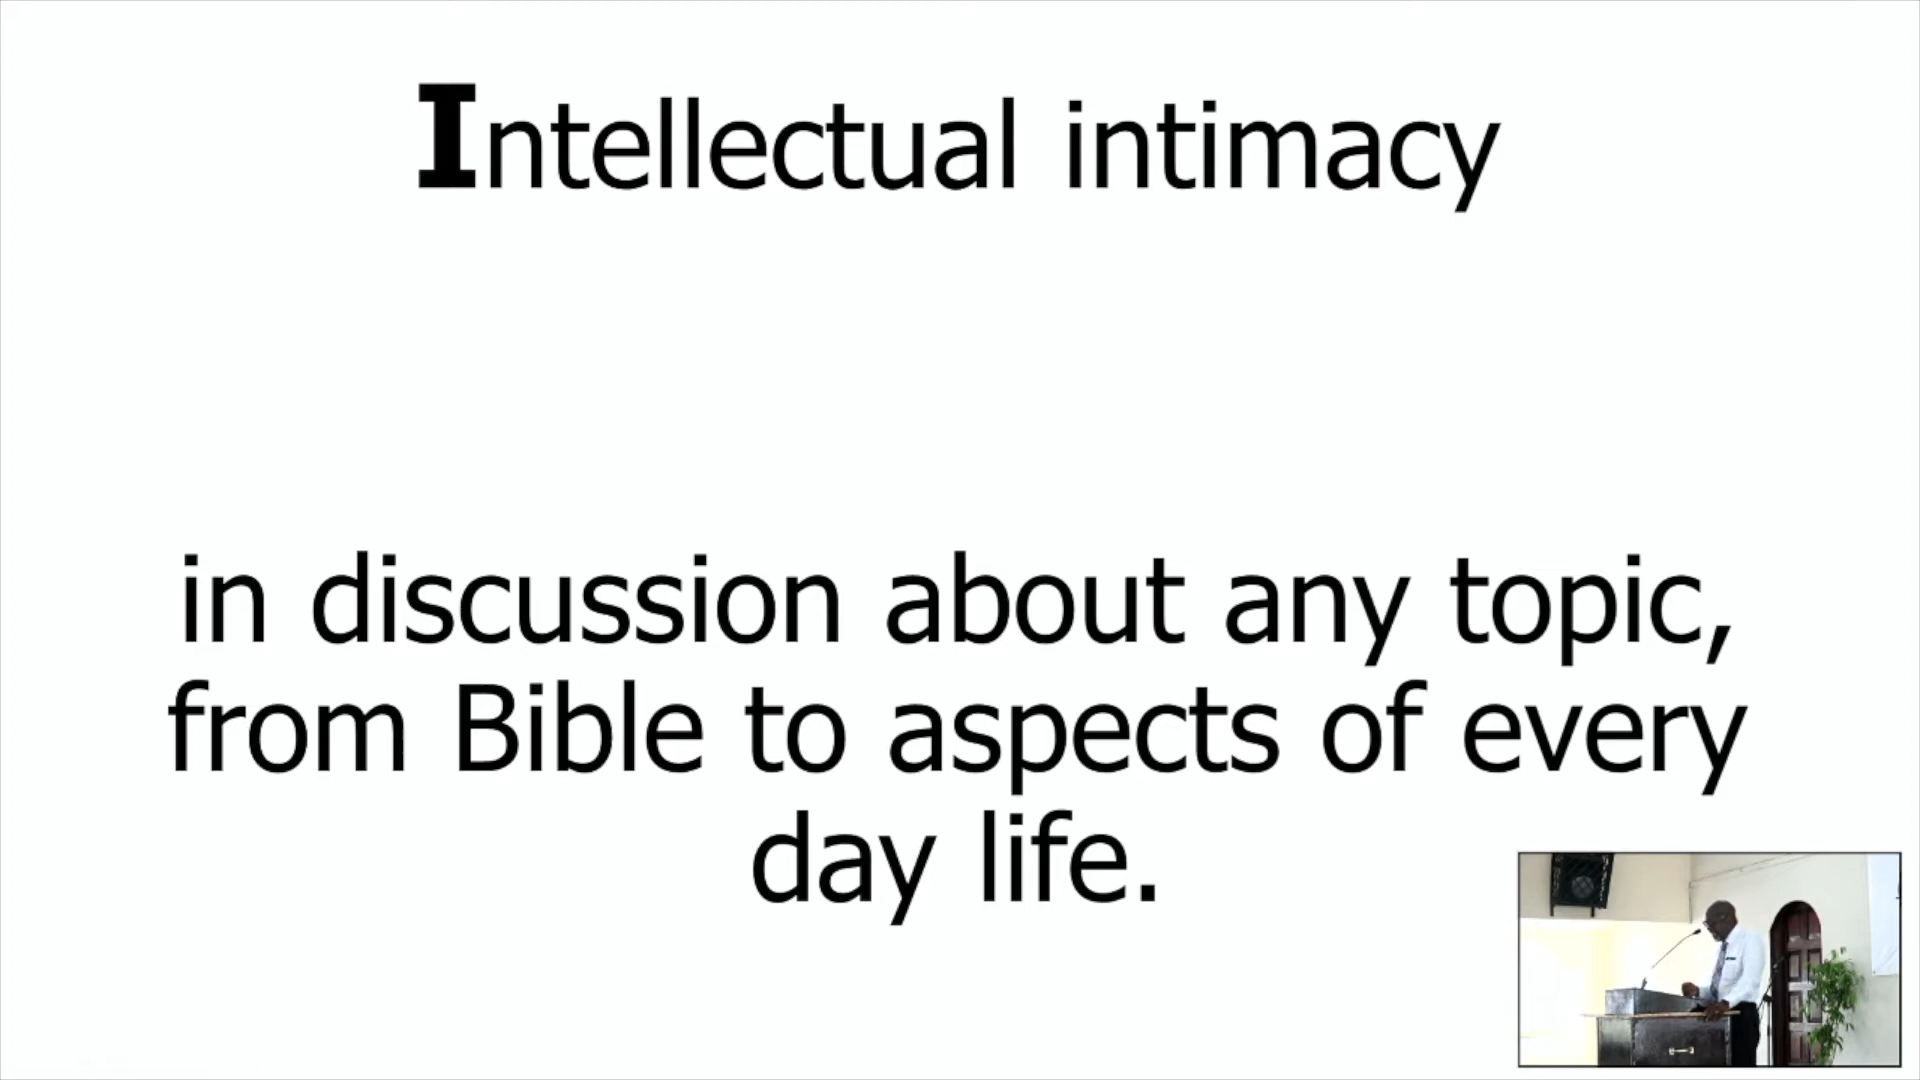 Intellectual intimacy
in discussion about any topic,
from Bible to aspects of every
day life.